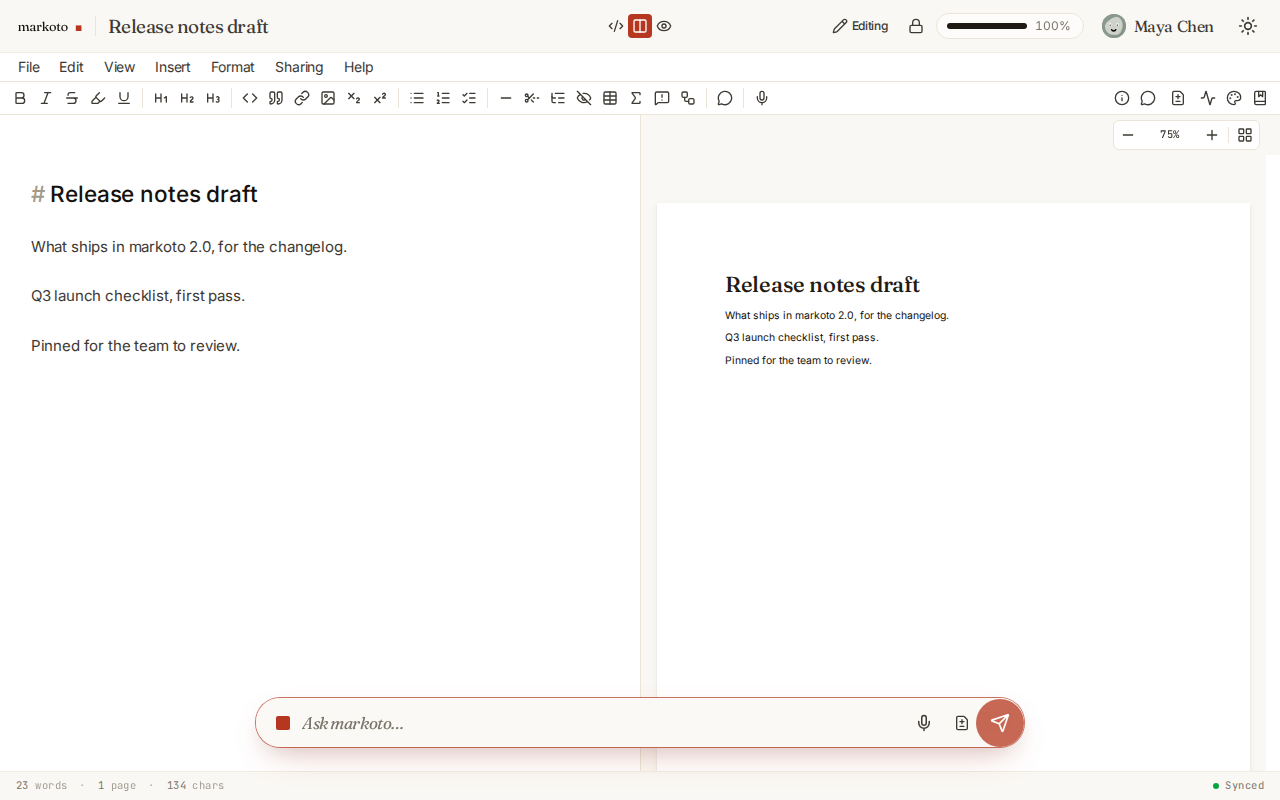 markoto
Release notes draft
Editing
100%
Maya Chen
File Edit View Insert Format Sharing Help
H1 H2 H3
75%
# Release notes draft
What ships in markoto 2.0, for the changelog.
Q3 launch checklist, first pass.
Pinned for the team to review.
Release notes draft
What ships in markoto 2.0, for the changelog.
Q3 launch checklist, first pass.
Pinned for the team to review.
Ask markoto...
23 words · 1 page · 134 chars
Synced